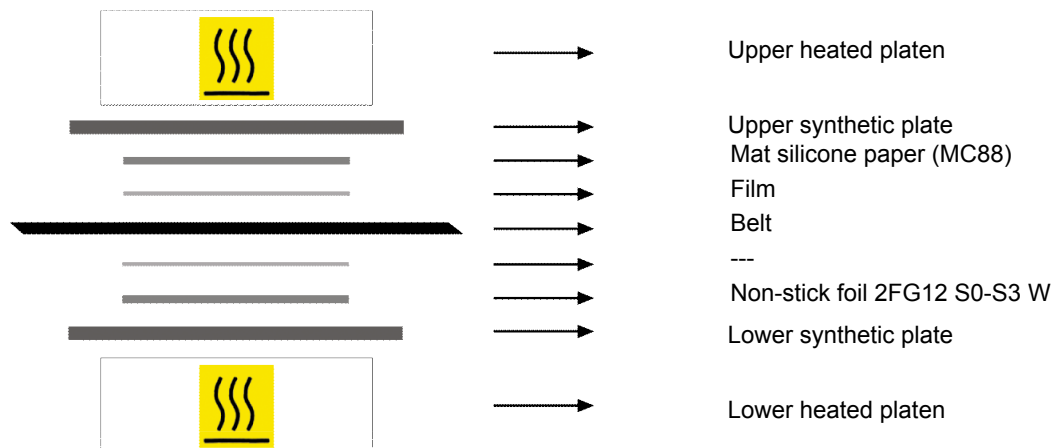 Upper heated platen
Upper synthetic plate
Mat silicone paper (MC88)
Film
Belt
---
Non-stick foil 2FG12 S0-S3 W
Lower synthetic plate
Lower heated platen